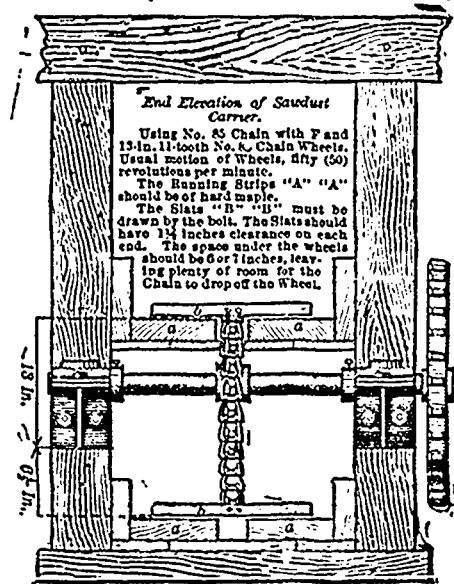 End Elevation of Sawdust
Carrier.
Using No. 85 Chain with F and
13-in. 11-tooth No. 8 Chain Wheels.
Usual motion of Wheels, fifty (50)
revolutions per minute.
The Running Strips "A" "A"
should be of hard maple.
The Slats "B" "B" must be
drawn by the bolt. The Slats should
have 1½ inches clearance on each
end. The space under the wheels
should be 6 or 7 inches, leav-
ing plenty of room for the
Chain to drop off the Wheel.
b
a a
18 In.
In.
b
a a